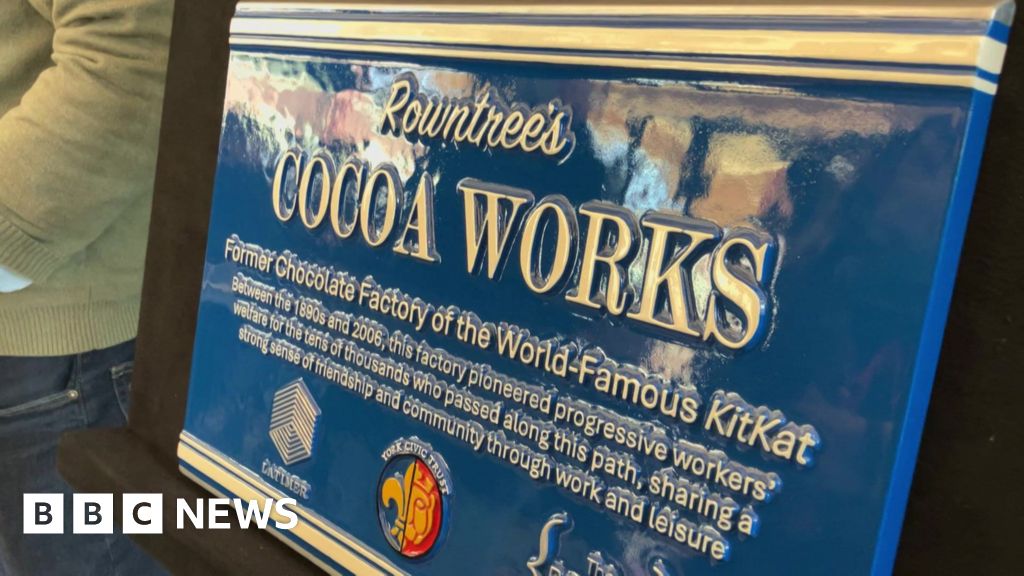 Rowntree's
COCOA WORKS
Former Chocolate Factory of the World-Famous KitKat
Between the 1890s and 2006, this factory pioneered progressive workers'
welfare for the tens of thousands who passed along this path, sharing a
strong sense of friendship and community through work and leisure
LATIMER
YORK CIVIC TRUST
The
BBC NEWS